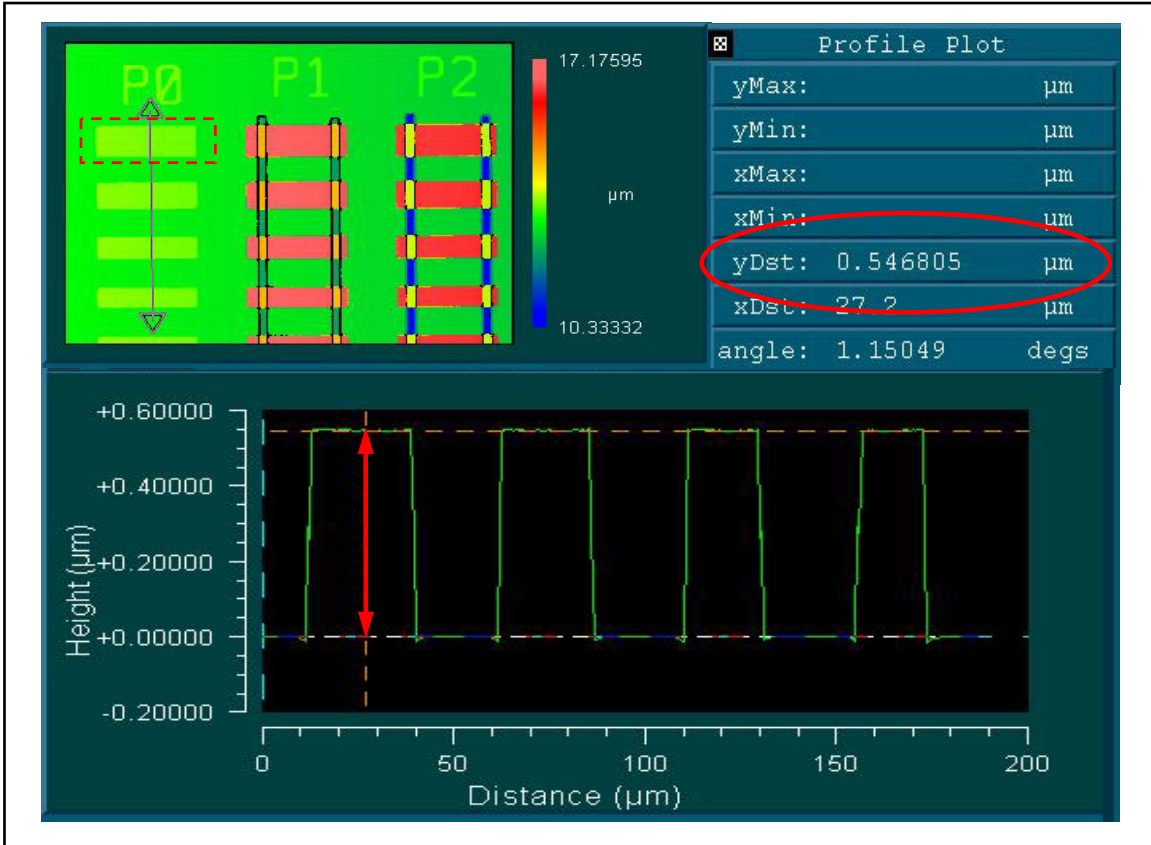 P0 P1 P2
17.17595
µm
10.33332
Profile Plot
yMax: µm
yMin: µm
xMax: µm
xMin: µm
yDst: 0.546805 µm
xDst: 27.2 µm
angle: 1.15049 degs
+0.60000
+0.40000
+0.20000
+0.00000
-0.20000
Height (µm)
0 50 100 150 200
Distance (µm)